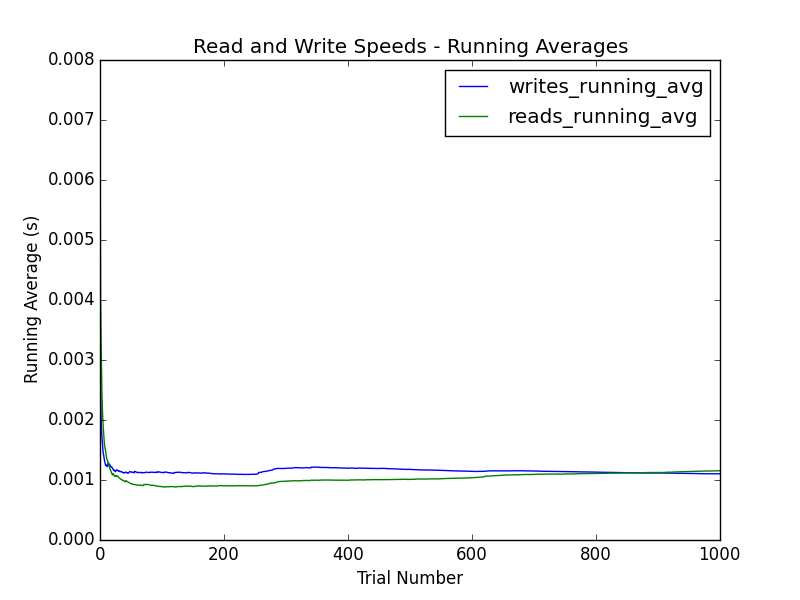 Read and Write Speeds - Running Averages
writes_running_avg
reads_running_avg
Running Average (s)
0.008
0.007
0.006
0.005
0.004
0.003
0.002
0.001
0.000
0 200 400 600 800 1000
Trial Number